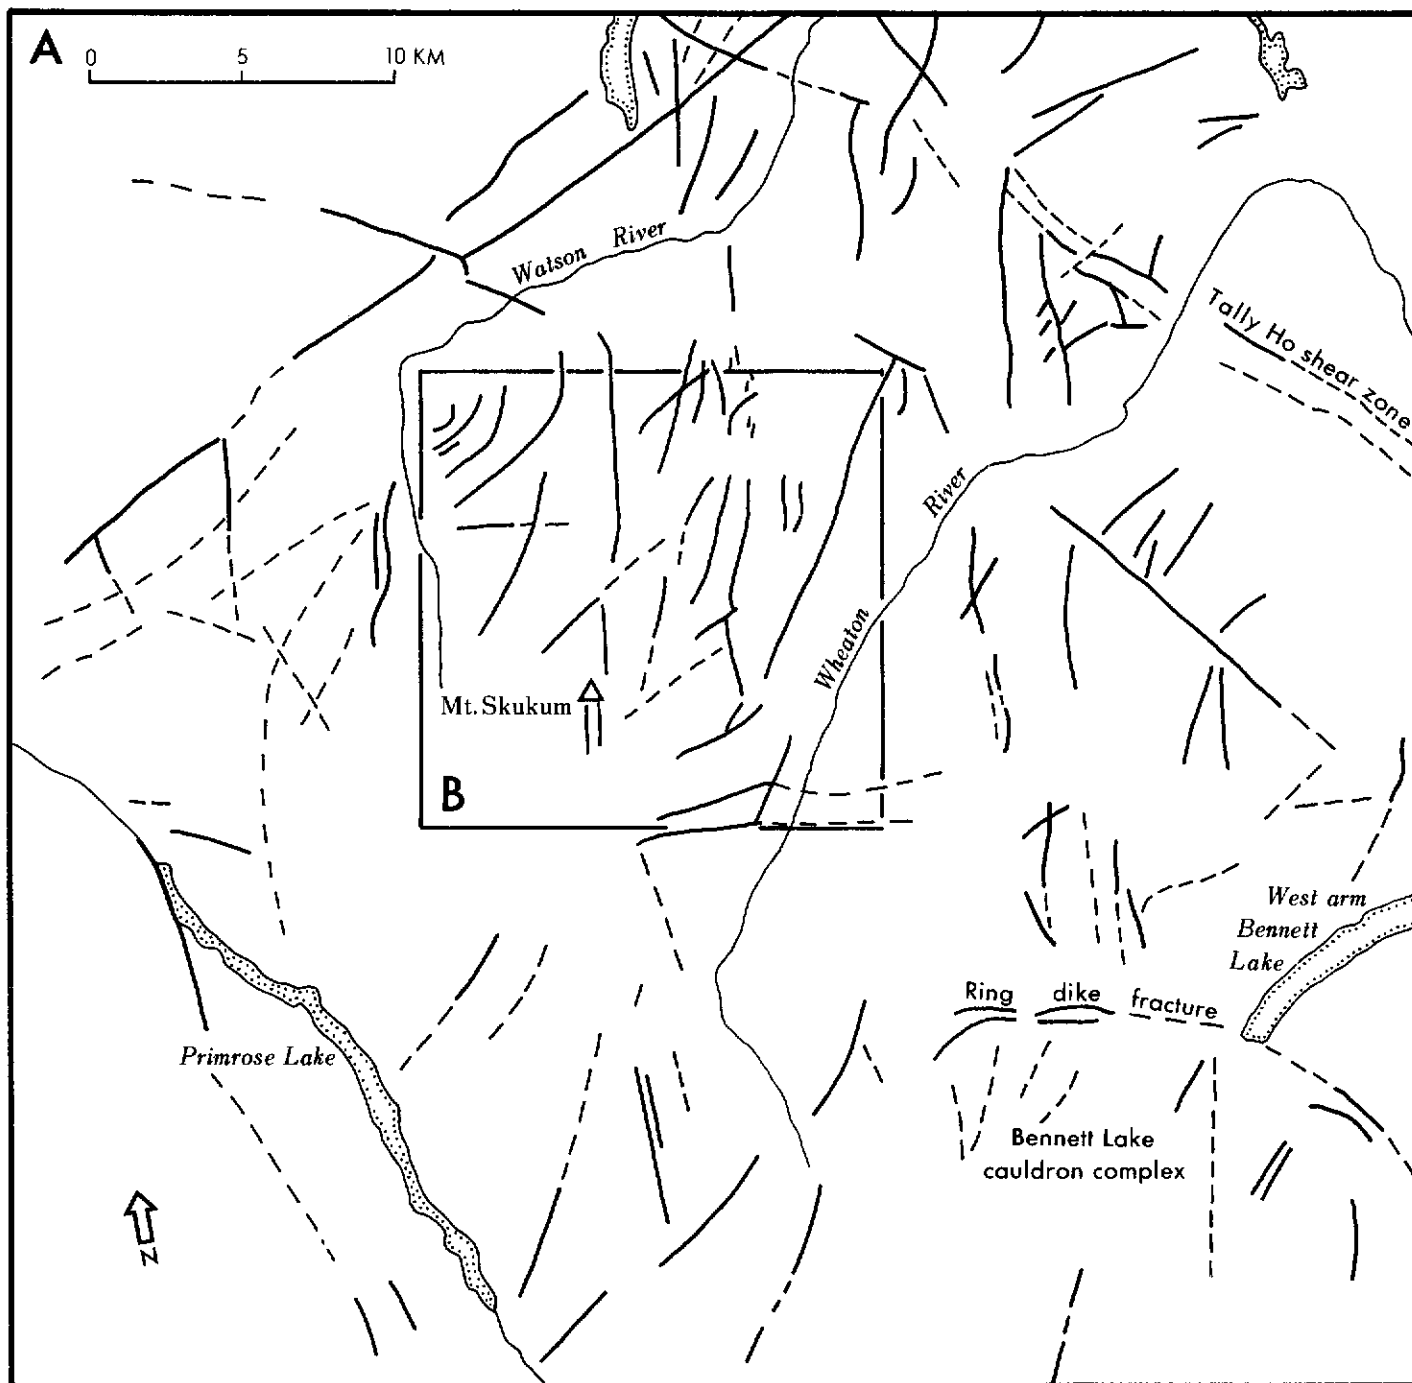 A
0 5 10 KM
Watson River
Tally Ho shear zone
River
Wheaton
Mt. Skukum
B
West arm
Bennett
Lake
Ring dike fracture
Primrose Lake
Bennett Lake
cauldron complex
N